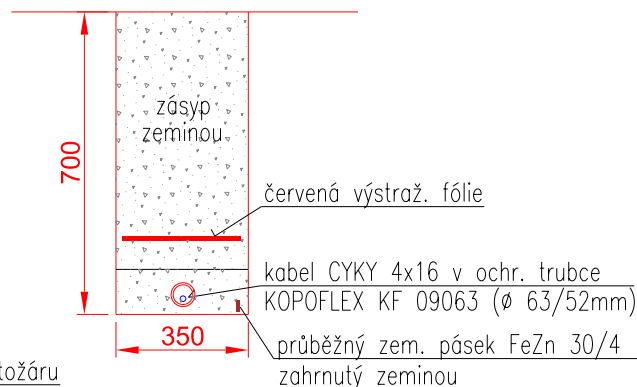 zásyp
zeminou
700
červená výstraž. fólie
kabel CYKY 4x16 v ochr. trubce
KOPOFLEX KF 09063 (ø 63/52mm)
350
průběžný zem. pásek FeZn 30/4
zahrnutý zeminou
tožáru